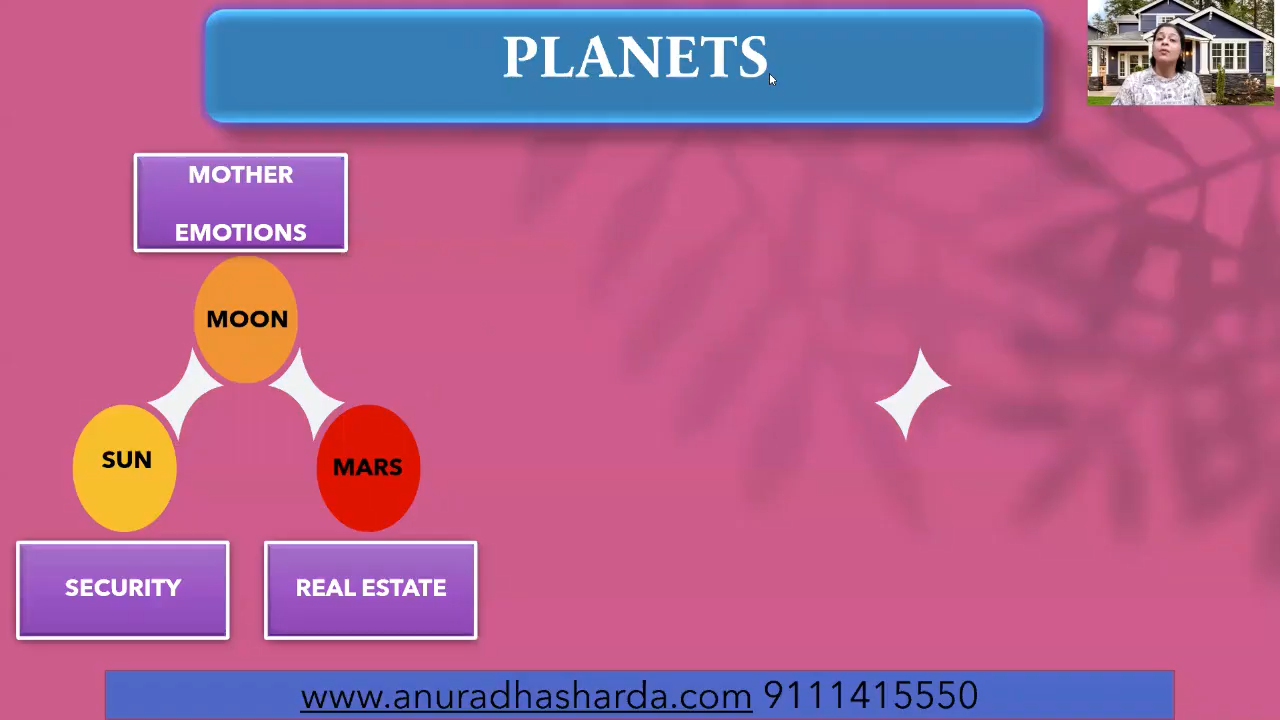 PLANETS
MOTHER
EMOTIONS
MOON
SUN
MARS
SECURITY
REAL ESTATE
www.anuradhasharda.com 9111415550